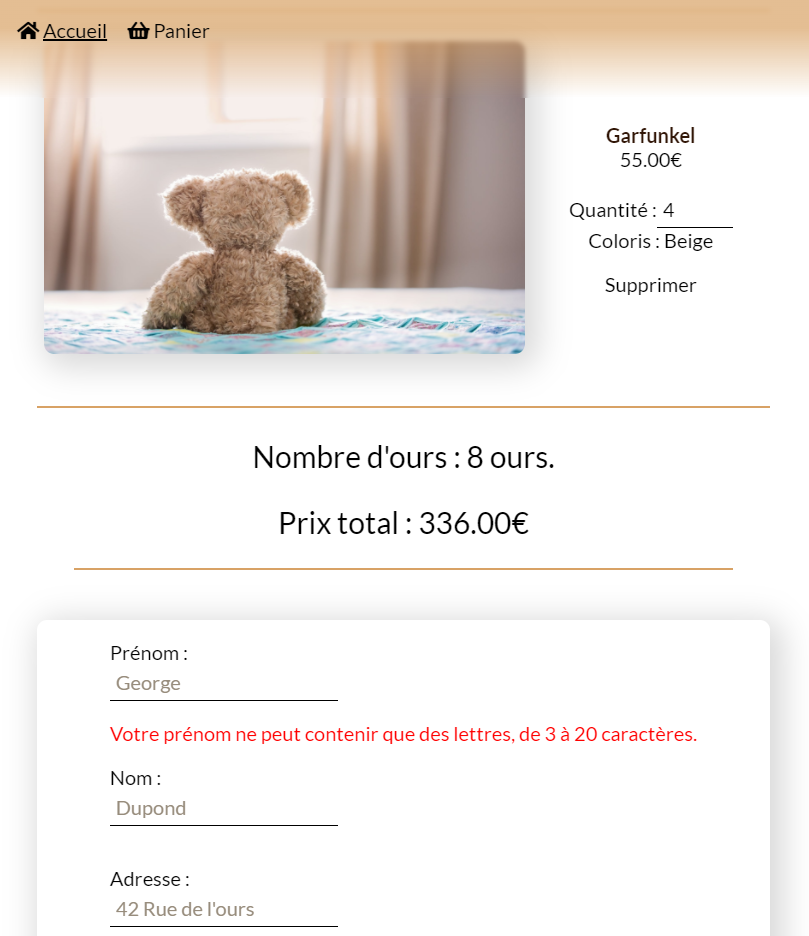 Accueil Panier
Garfunkel
55.00€
Quantité : 4
Coloris : Beige
Supprimer
Nombre d'ours : 8 ours.
Prix total : 336.00€
Prénom :
George
Votre prénom ne peut contenir que des lettres, de 3 à 20 caractères.
Nom :
Dupond
Adresse :
42 Rue de l'ours